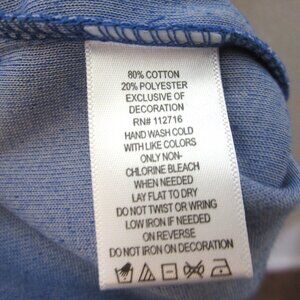 80% COTTON
20% POLYESTER
EXCLUSIVE OF
DECORATION
RN# 112716
HAND WASH COLD
WITH LIKE COLORS
ONLY NON-
CHLORINE BLEACH
WHEN NEEDED
LAY FLAT TO DRY
DO NOT TWIST OR WRING
LOW IRON IF NEEDED
ON REVERSE
DO NOT IRON ON DECORATION